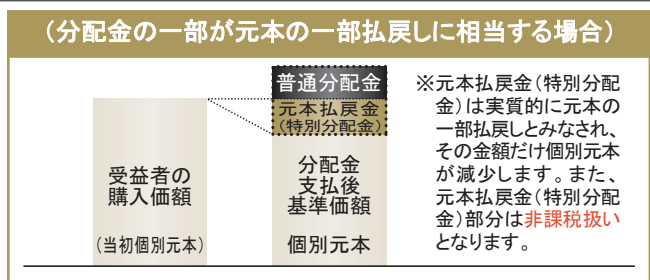 （分配金の一部が元本の一部払戻しに相当する場合）
受益者の
購入価額
（当初個別元本）
普通分配金
元本払戻金
（特別分配金）
分配金
支払後
基準価額
個別元本
※元本払戻金（特別分配
金）は実質的に元本の
一部払戻しとみなされ、
その金額だけ個別元本
が減少します。また、
元本払戻金（特別分配
金）部分は非課税扱い
となります。